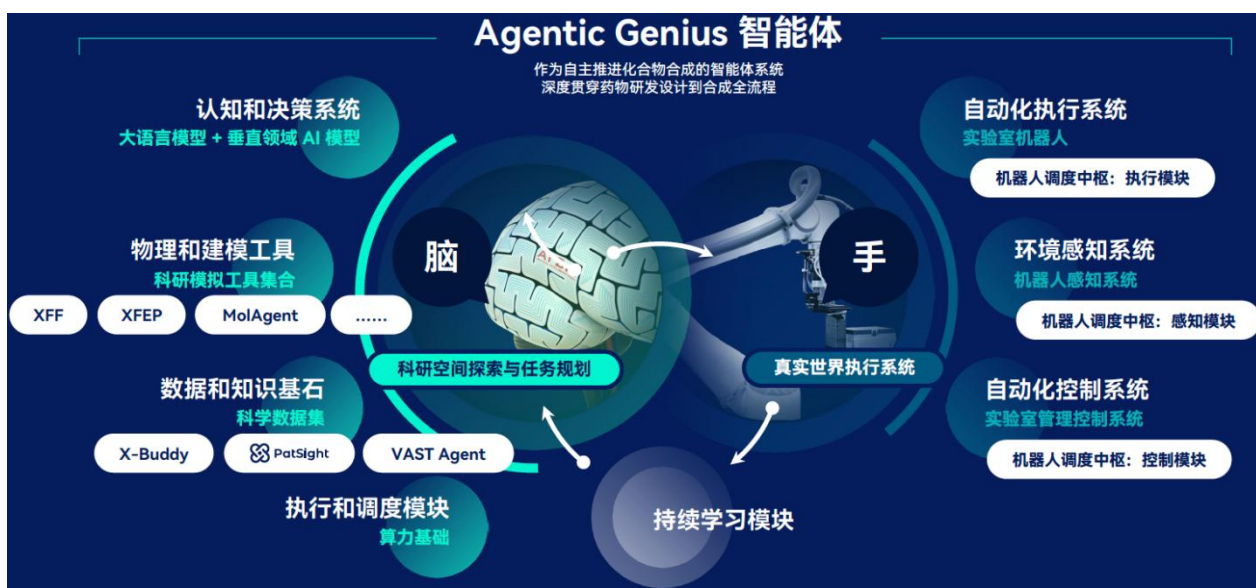 Agentic Genius 智能体
作为自主推进化合物合成的智能体系统
深度贯穿药物研发设计到合成全流程
认知和决策系统
大语言模型 + 垂直领域 AI 模型
物理和建模工具
科研模拟工具集合
XFF
XFEP
MolAgent
……
数据和知识基石
科学数据集
X-Buddy
PatSight
VAST Agent
执行和调度模块
算力基础
脑
科研空间探索与任务规划
手
真实世界执行系统
持续学习模块
自动化执行系统
实验室机器人
机器人调度中枢：执行模块
环境感知系统
机器人感知系统
机器人调度中枢：感知模块
自动化控制系统
实验室管理控制系统
机器人调度中枢：控制模块